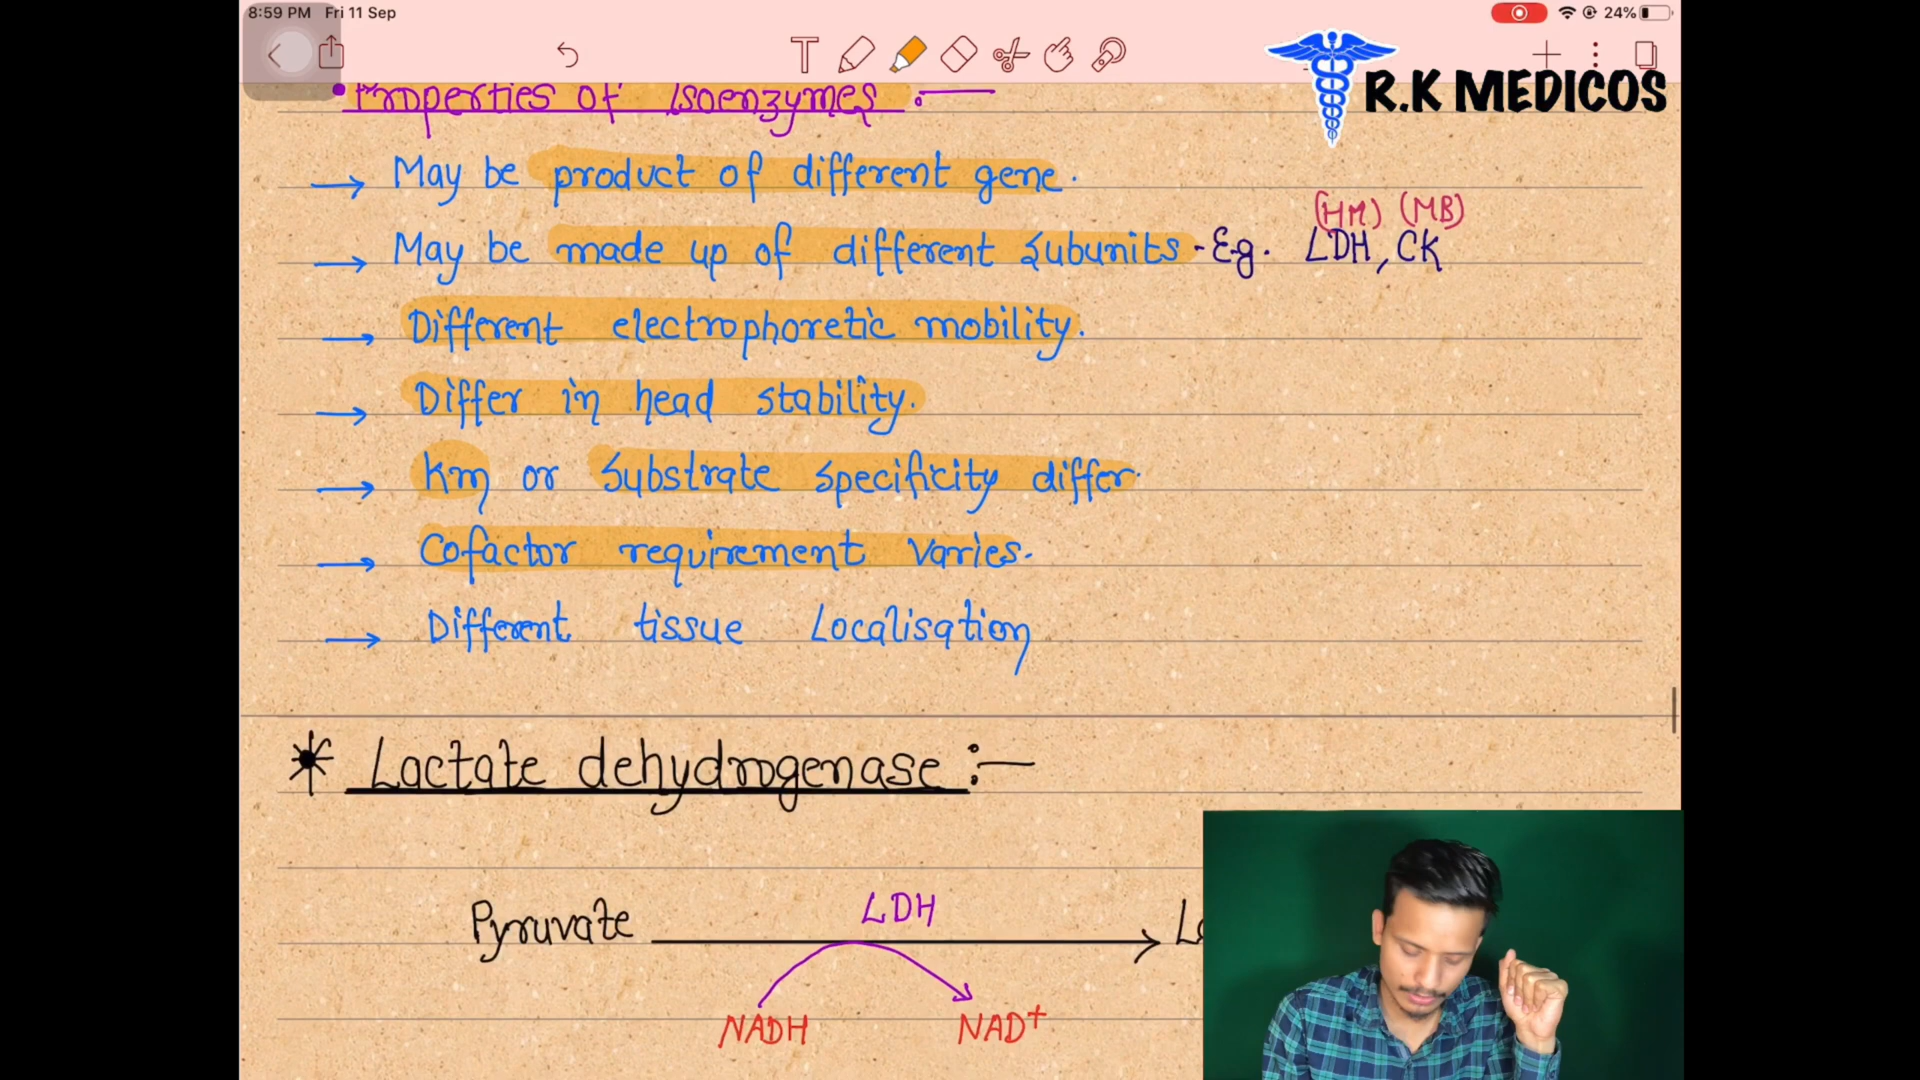 8:59 PM Fri 11 Sep
24%
T
R.K MEDICOS
• Properties of Isoenzymes :—
→ May be product of different gene.
(HM) (MB)
→ May be made up of different Subunits - E.g. LDH, CK
→ Different electrophoretic mobility.
→ Differ in head stability.
→ Km or Substrate specificity differ.
→ Cofactor requirement varies.
→ Different tissue Localisation
* Lactate dehydrogenase :—
LDH
Pyruvate →
NADH NAD+